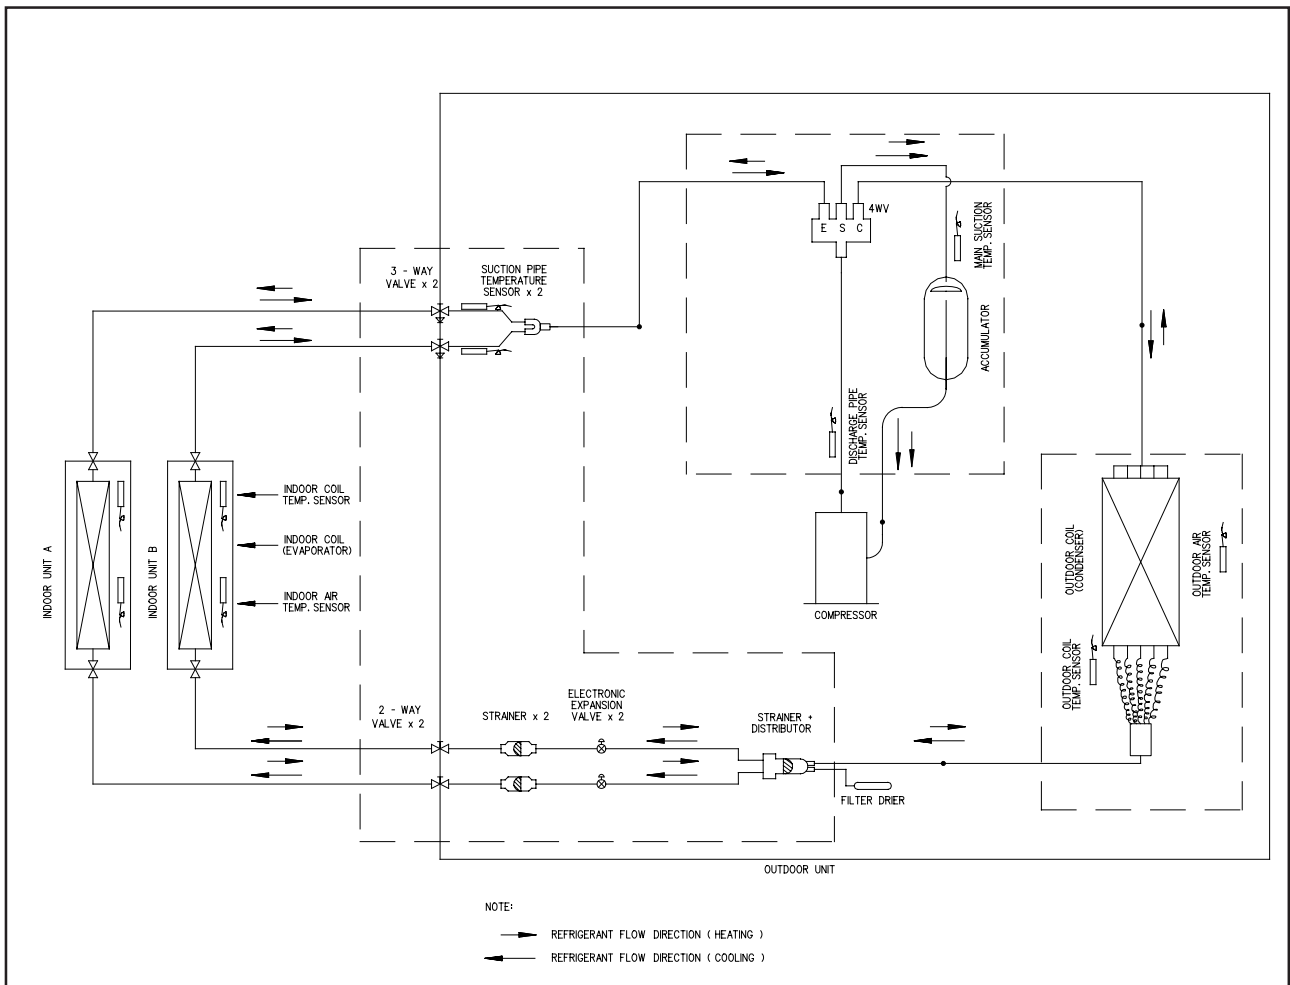 4WV
E S C
MAIN SUCTION
TEMP. SENSOR
3 - WAY
VALVE x 2
SUCTION PIPE
TEMPERATURE
SENSOR x 2
ACCUMULATOR
DISCHARGE PIPE
TEMP. SENSOR
INDOOR UNIT A
INDOOR UNIT B
INDOOR COIL
TEMP. SENSOR
INDOOR COIL
(EVAPORATOR)
INDOOR AIR
TEMP. SENSOR
COMPRESSOR
OUTDOOR COIL
(CONDENSER)
OUTDOOR AIR
TEMP. SENSOR
OUTDOOR COIL
TEMP. SENSOR
2 - WAY
VALVE x 2
STRAINER x 2
ELECTRONIC
EXPANSION
VALVE x 2
STRAINER +
DISTRIBUTOR
FILTER DRIER
OUTDOOR UNIT
NOTE:
REFRIGERANT FLOW DIRECTION ( HEATING )
REFRIGERANT FLOW DIRECTION ( COOLING )